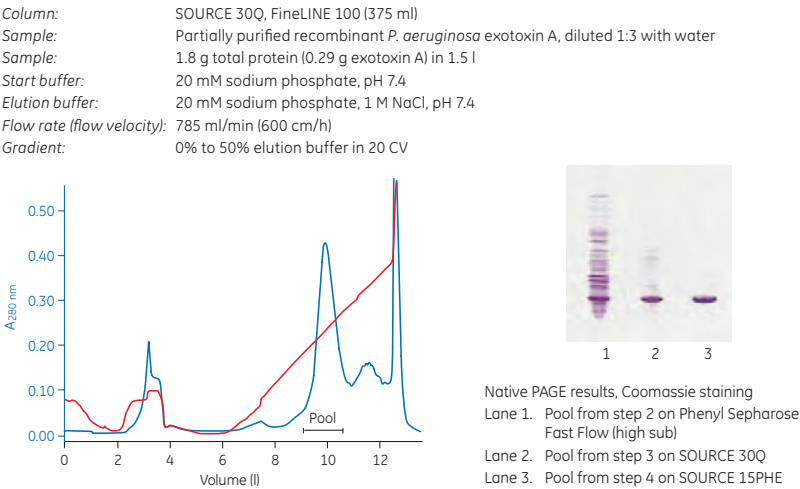 Column: SOURCE 30Q, FineLINE 100 (375 ml)
Sample: Partially purified recombinant P. aeruginosa exotoxin A, diluted 1:3 with water
Sample: 1.8 g total protein (0.29 g exotoxin A) in 1.5 l
Start buffer: 20 mM sodium phosphate, pH 7.4
Elution buffer: 20 mM sodium phosphate, 1 M NaCl, pH 7.4
Flow rate (flow velocity): 785 ml/min (600 cm/h)
Gradient: 0% to 50% elution buffer in 20 CV
A280 nm
0.50
0.40
0.30
0.20
0.10
0.00
Pool
0 2 4 6 8 10 12
Volume (l)
1 2 3
Native PAGE results, Coomassie staining
Lane 1. Pool from step 2 on Phenyl Sepharose
Fast Flow (high sub)
Lane 2. Pool from step 3 on SOURCE 30Q
Lane 3. Pool from step 4 on SOURCE 15PHE